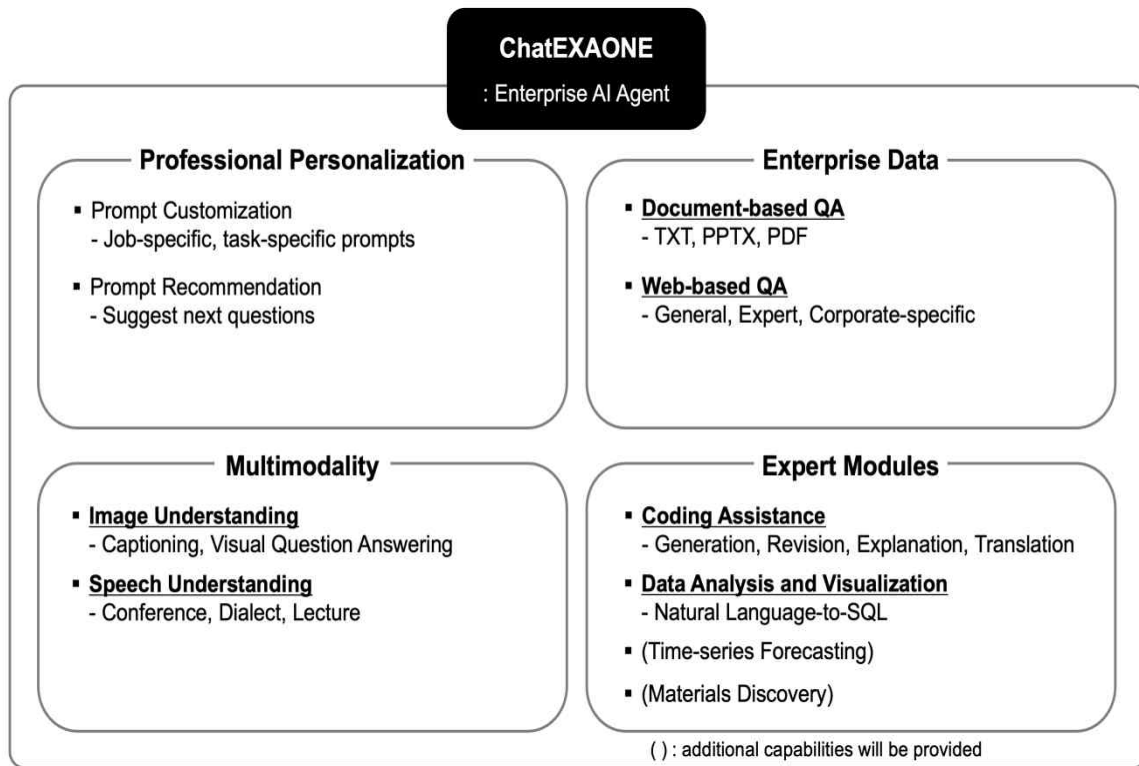 ChatEXAONE
: Enterprise AI Agent
Professional Personalization
▪ Prompt Customization
- Job-specific, task-specific prompts
▪ Prompt Recommendation
- Suggest next questions
Enterprise Data
▪ Document-based QA
- TXT, PPTX, PDF
▪ Web-based QA
- General, Expert, Corporate-specific
Multimodality
▪ Image Understanding
- Captioning, Visual Question Answering
▪ Speech Understanding
- Conference, Dialect, Lecture
Expert Modules
▪ Coding Assistance
- Generation, Revision, Explanation, Translation
▪ Data Analysis and Visualization
- Natural Language-to-SQL
▪ (Time-series Forecasting)
▪ (Materials Discovery)
( ) : additional capabilities will be provided